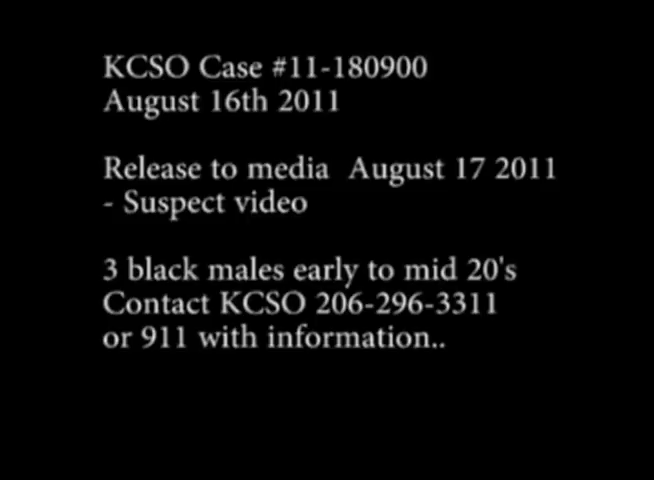 KCSO Case #11-180900
August 16th 2011
Release to media  August 17 2011
- Suspect video
3 black males early to mid 20's
Contact KCSO 206-296-3311
or 911 with information..